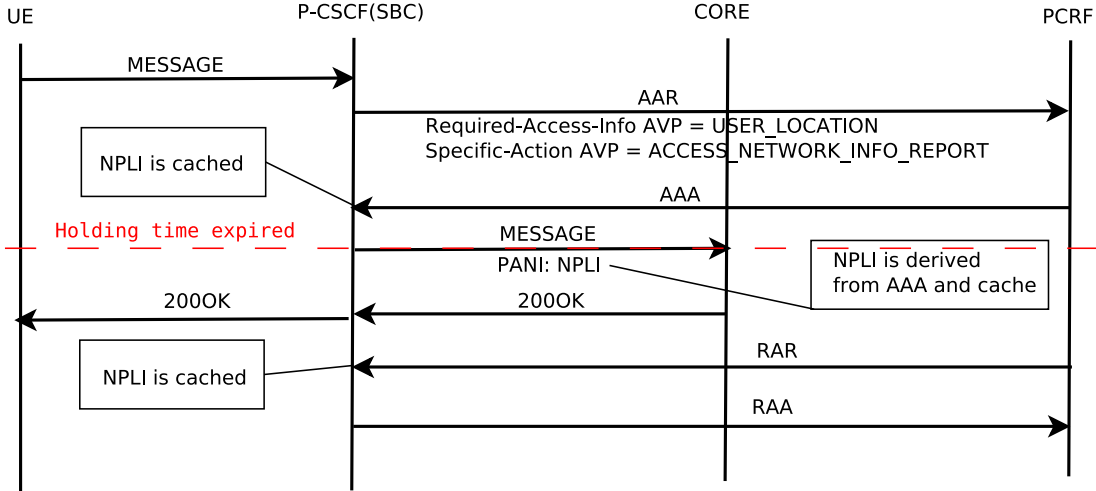 UE
P-CSCF(SBC)
CORE
PCRF
MESSAGE
AAR
Required-Access-Info AVP = USER_LOCATION
Specific-Action AVP = ACCESS_NETWORK_INFO_REPORT
NPLI is cached
AAA
Holding time expired
MESSAGE
PANI: NPLI
NPLI is derived
from AAA and cache
200OK
200OK
RAR
NPLI is cached
RAA